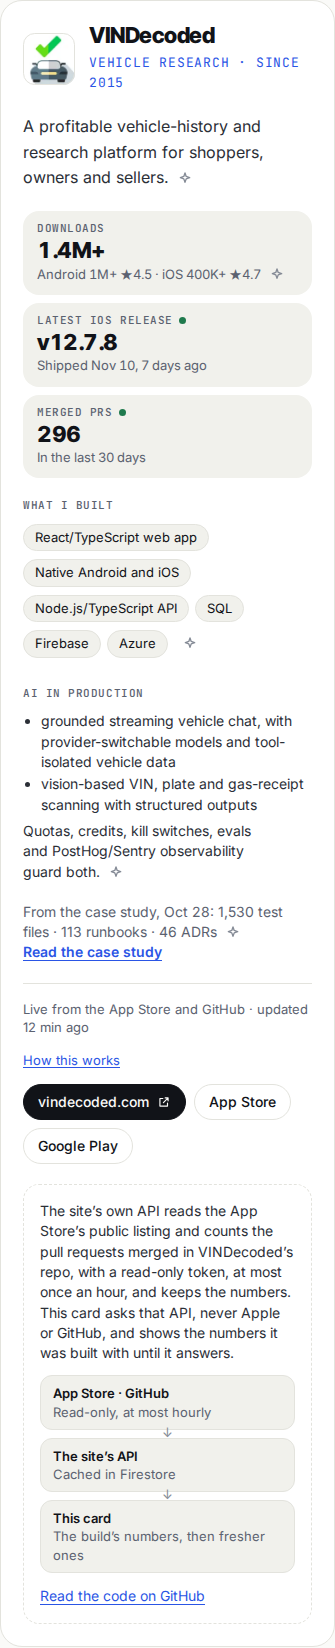 VINDecoded
VEHICLE RESEARCH · SINCE
2015
A profitable vehicle-history and
research platform for shoppers,
owners and sellers.
DOWNLOADS
1.4M+
Android 1M+ ★4.5 · iOS 400K+ ★4.7
LATEST IOS RELEASE
v12.7.8
Shipped Nov 10, 7 days ago
MERGED PRS
296
In the last 30 days
WHAT I BUILT
React/TypeScript web app
Native Android and iOS
Node.js/TypeScript API SQL
Firebase Azure
AI IN PRODUCTION
• grounded streaming vehicle chat, with
provider-switchable models and tool-
isolated vehicle data
• vision-based VIN, plate and gas-receipt
scanning with structured outputs
Quotas, credits, kill switches, evals
and PostHog/Sentry observability
guard both.
From the case study, Oct 28: 1,530 test
files · 113 runbooks · 46 ADRs
Read the case study
Live from the App Store and GitHub · updated
12 min ago
How this works
vindecoded.com App Store
Google Play
The site’s own API reads the App
Store’s public listing and counts the
pull requests merged in VINDecoded’s
repo, with a read-only token, at most
once an hour, and keeps the numbers.
This card asks that API, never Apple
or GitHub, and shows the numbers it
was built with until it answers.
App Store · GitHub
Read-only, at most hourly
↓
The site’s API
Cached in Firestore
↓
This card
The build’s numbers, then fresher
ones
Read the code on GitHub